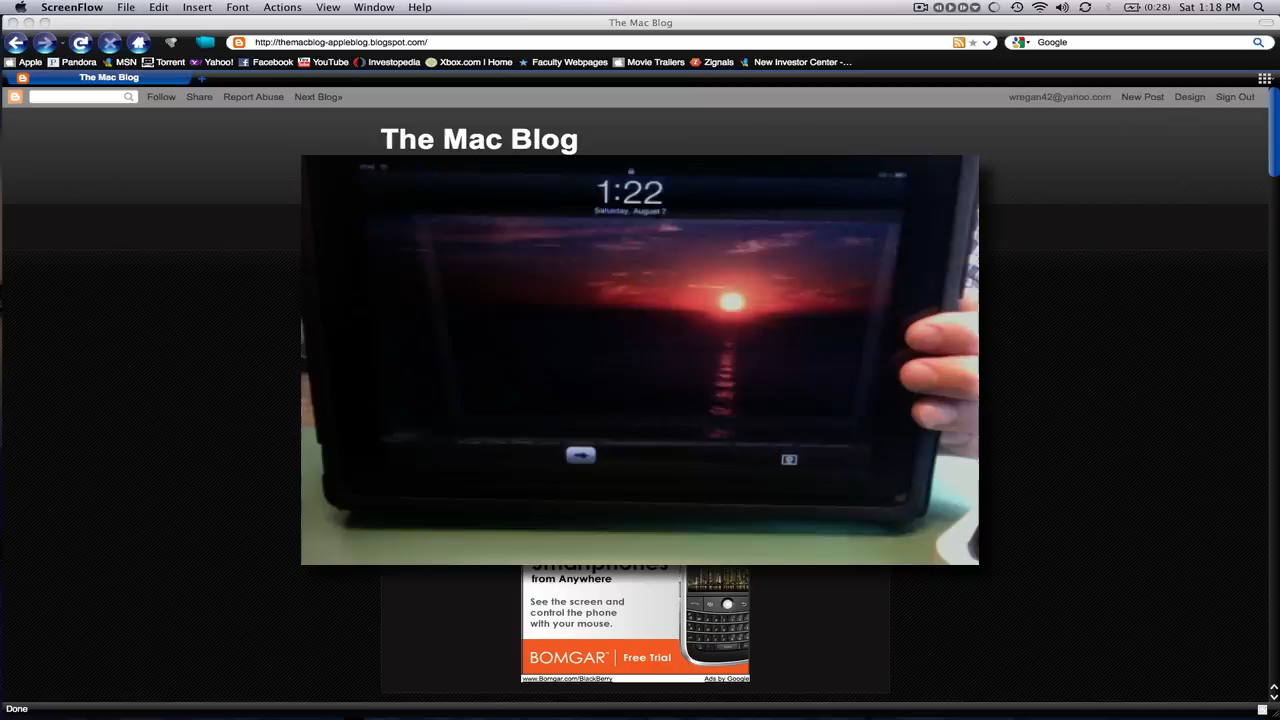 ScreenFlow File Edit Insert Font Actions View Window Help (0:28) Sat 1:18 PM
The Mac Blog
http://themacblog-appleblog.blogspot.com/ Google
Apple Pandora MSN Torrent Yahoo! Facebook YouTube Investopedia Xbox.com | Home Faculty Webpages Movie Trailers Zignals New Investor Center -...
The Mac Blog
Follow Share Report Abuse Next Blog» wregan42@yahoo.com New Post Design Sign Out
The Mac Blog
1:22
Saturday, August 7
Smartphones
from Anywhere
See the screen and
control the phone
with your mouse.
BOMGAR™ Free Trial
www.Bomgar.com/BlackBerry Ads by Google
Done